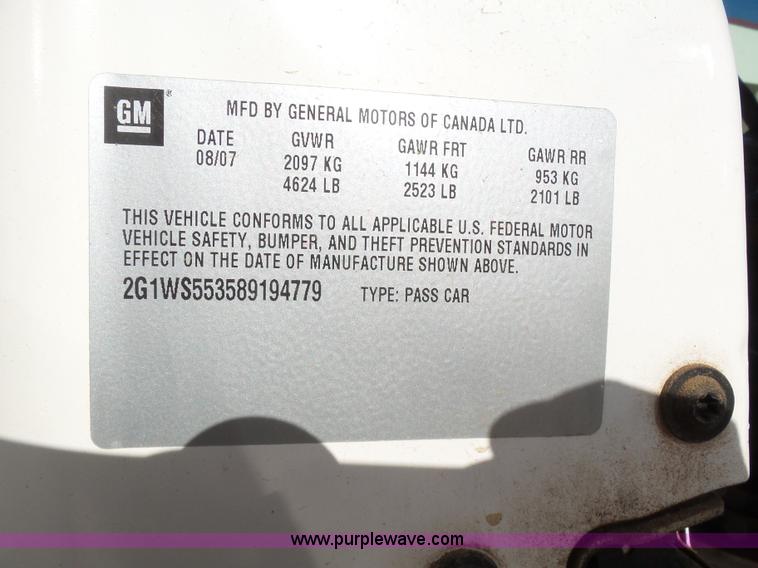 GM ®
MFD BY GENERAL MOTORS OF CANADA LTD.
DATE GVWR GAWR FRT GAWR RR
08/07 2097 KG 1144 KG 953 KG
4624 LB 2523 LB 2101 LB
THIS VEHICLE CONFORMS TO ALL APPLICABLE U.S. FEDERAL MOTOR
VEHICLE SAFETY, BUMPER, AND THEFT PREVENTION STANDARDS IN
EFFECT ON THE DATE OF MANUFACTURE SHOWN ABOVE.
2G1WS553589194779 TYPE: PASS CAR
www.purplewave.com